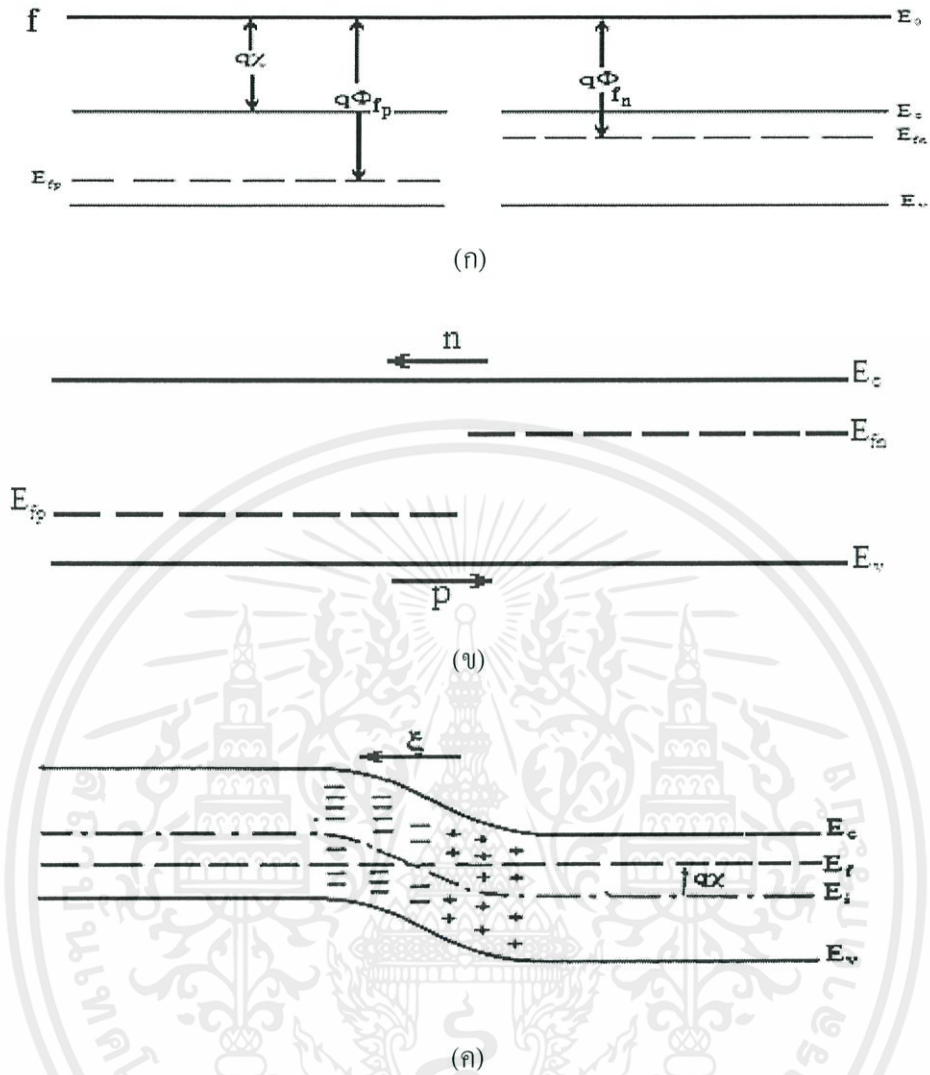 f E₀
qχ
qΦfp
qΦfn
Ec
Efn
Efp
Ev
(ก)
n
Ec
Efn
Efp
Ev
p
(ข)
ξ
Ec
Ef
qχ
Ei
Ev
(ค)